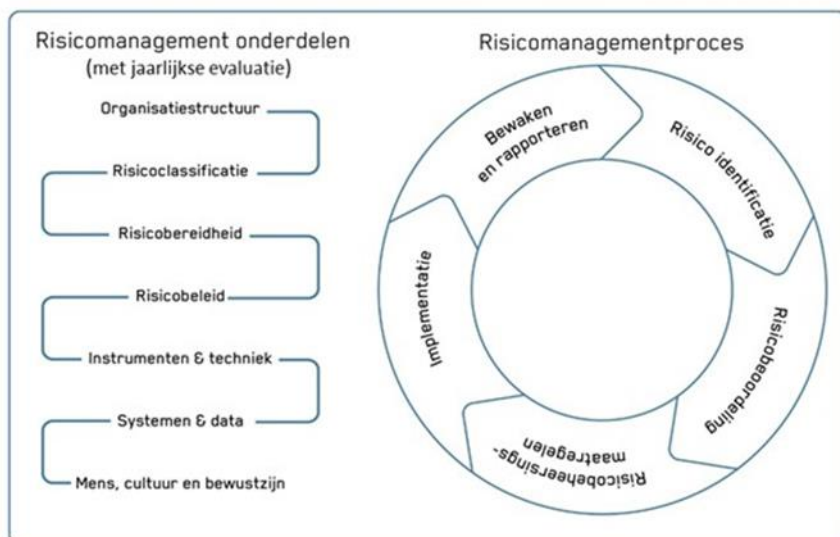 Risicomanagement onderdelen
(met jaarlijkse evaluatie)
Organisatiestructuur
Risicoclassificatie
Risicobereidheid
Risicobeleid
Instrumenten & techniek
Systemen & data
Mens, cultuur en bewustzijn
Risicomanagementproces
Risico identificatie
Risicobeoordeling
Risicobeheersings-
maatregelen
Implementatie
Bewaken
en rapporteren